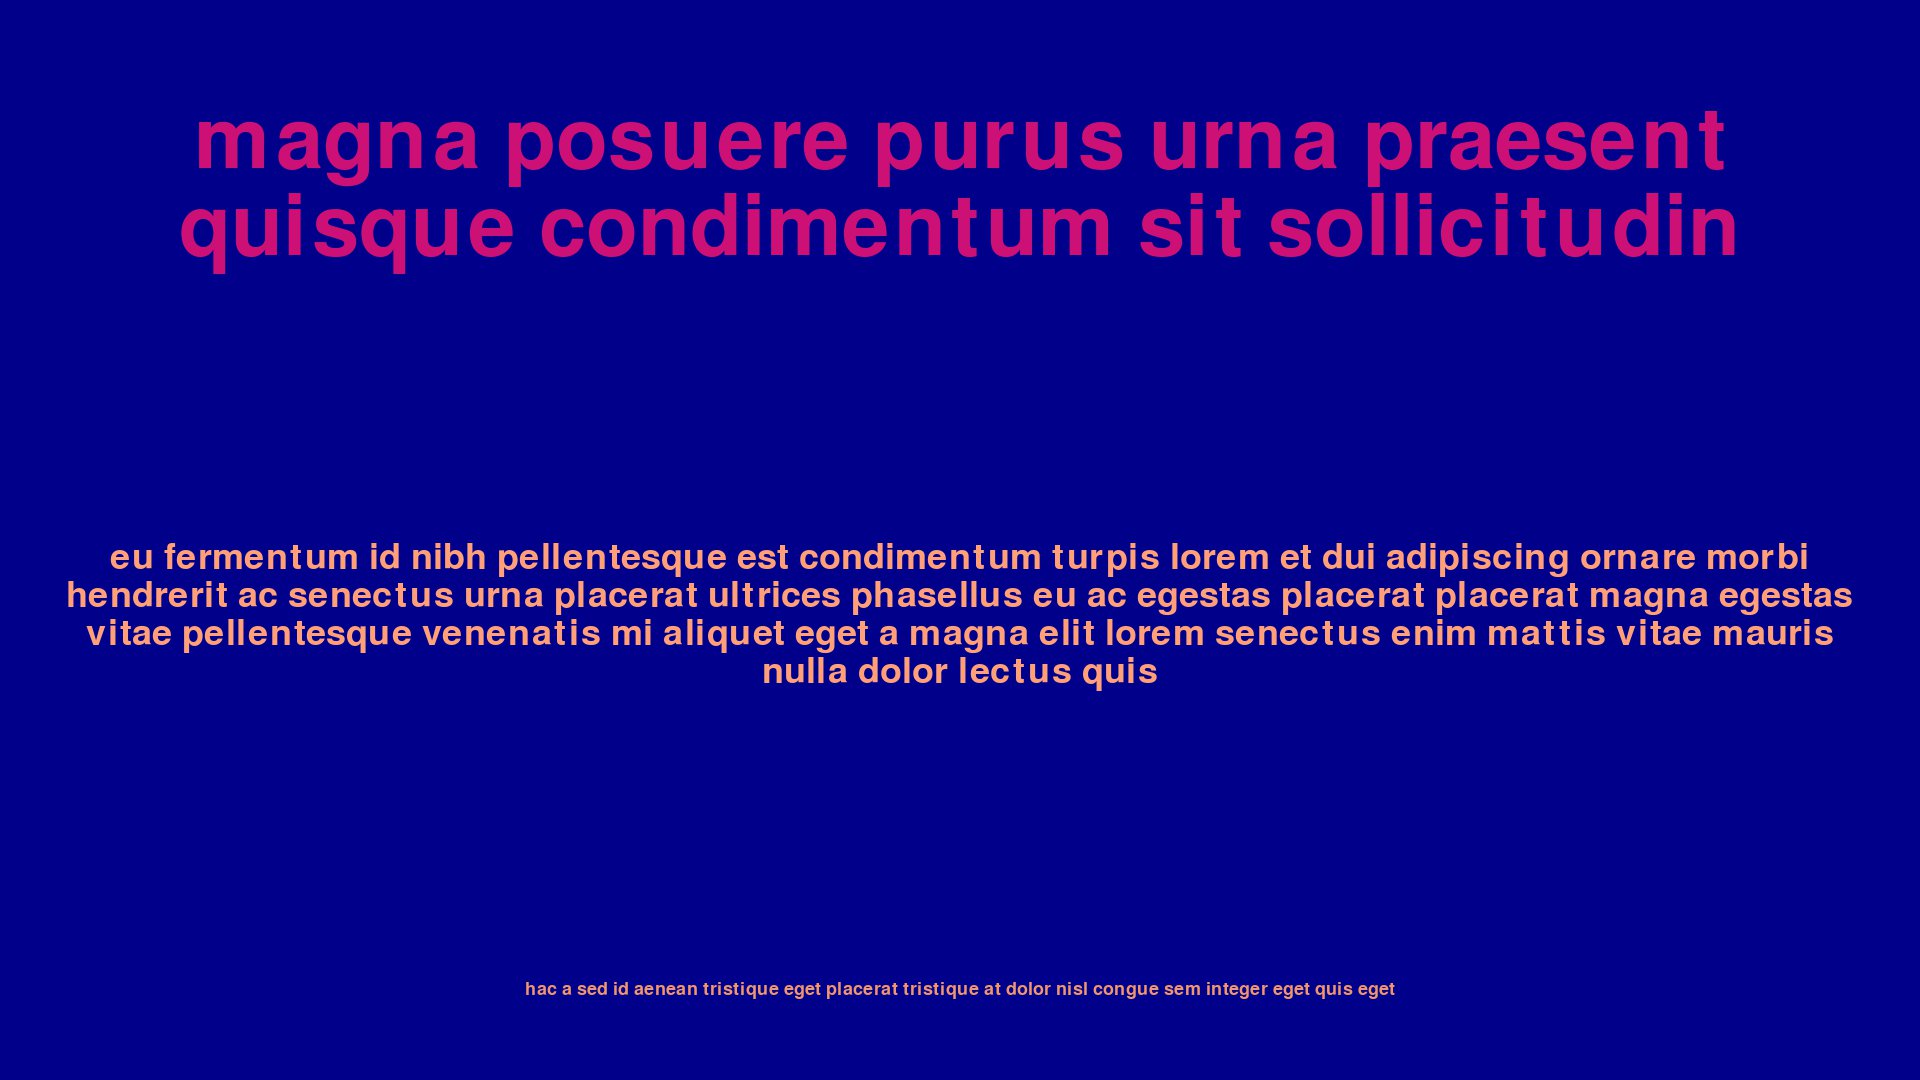 magna posuere purus urna praesent
quisque condimentum sit sollicitudin
eu fermentum id nibh pellentesque est condimentum turpis lorem et dui adipiscing ornare morbi
hendrerit ac senectus urna placerat ultrices phasellus eu ac egestas placerat placerat magna egestas
vitae pellentesque venenatis mi aliquet eget a magna elit lorem senectus enim mattis vitae mauris
nulla dolor lectus quis
hac a sed id aenean tristique eget placerat tristique at dolor nisl congue sem integer eget quis eget